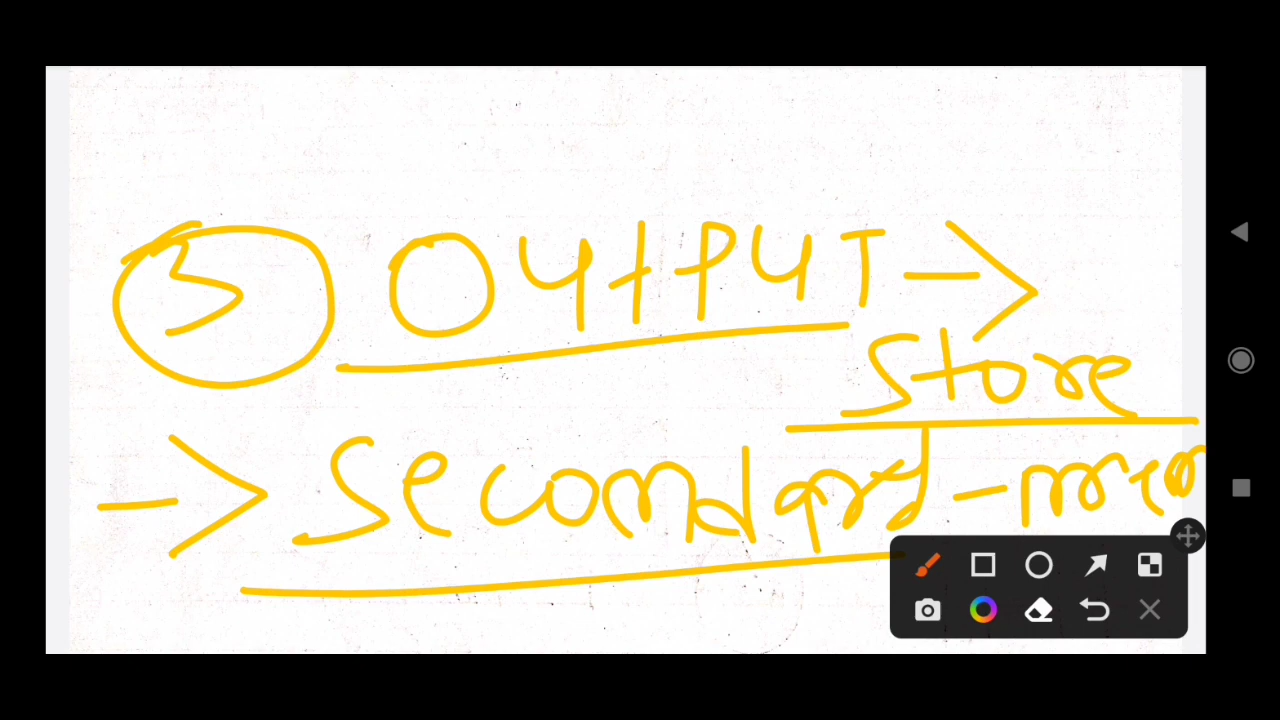 3 OUtPUT →
Store
→ Secondary -